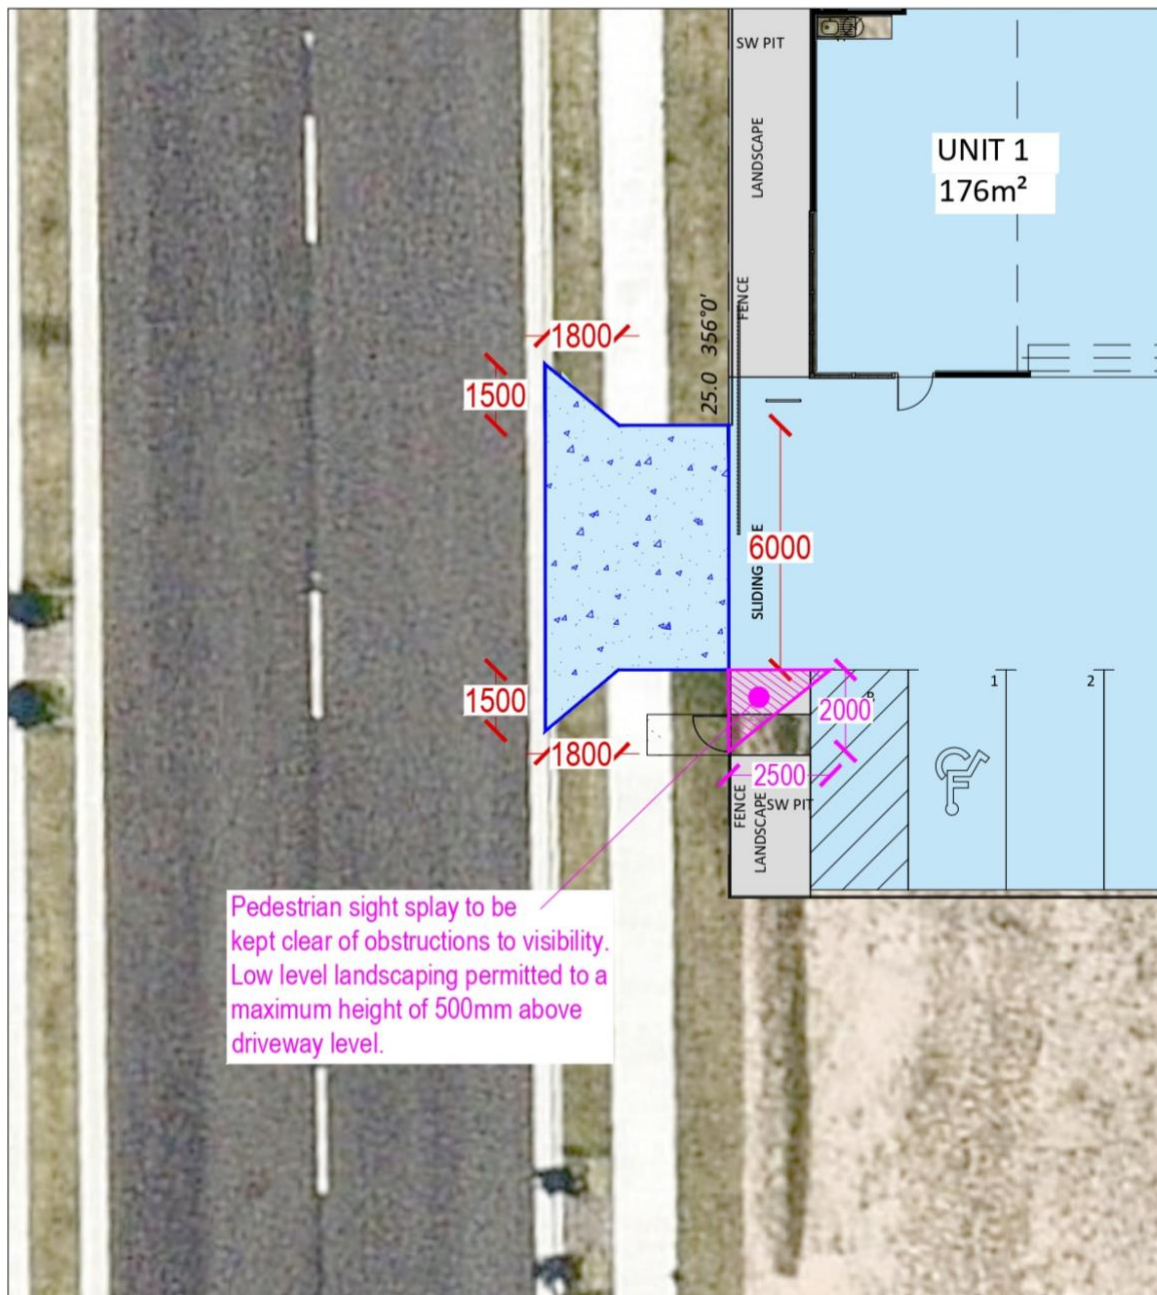 SW PIT
LANDSCAPE
UNIT 1
176m²
FENCE
25.0 356°0'
1800
1500
SLIDING
6000
1500
1800
2000
1
2
2500
FENCE
LANDSCAPE
SW PIT
Pedestrian sight splay to be
kept clear of obstructions to visibility.
Low level landscaping permitted to a
maximum height of 500mm above
driveway level.